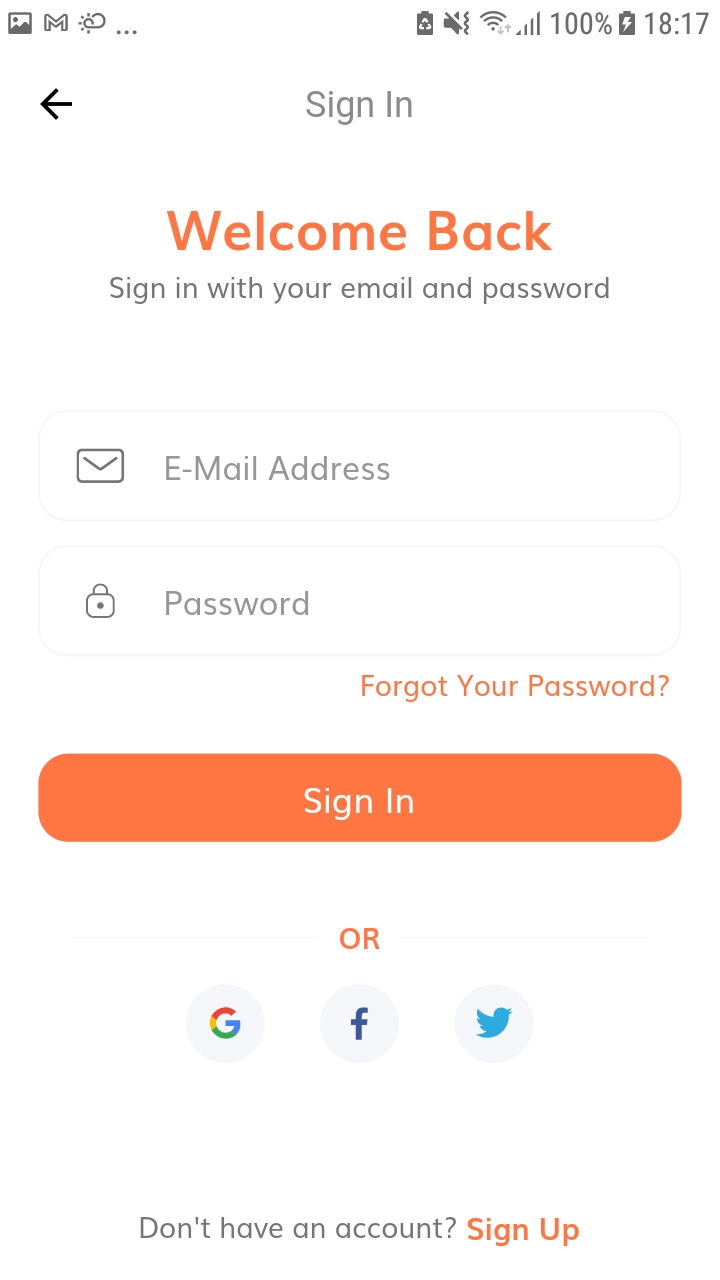 ... 100% 18:17
Sign In
Welcome Back
Sign in with your email and password
E-Mail Address
Password
Forgot Your Password?
Sign In
OR
Don't have an account? Sign Up